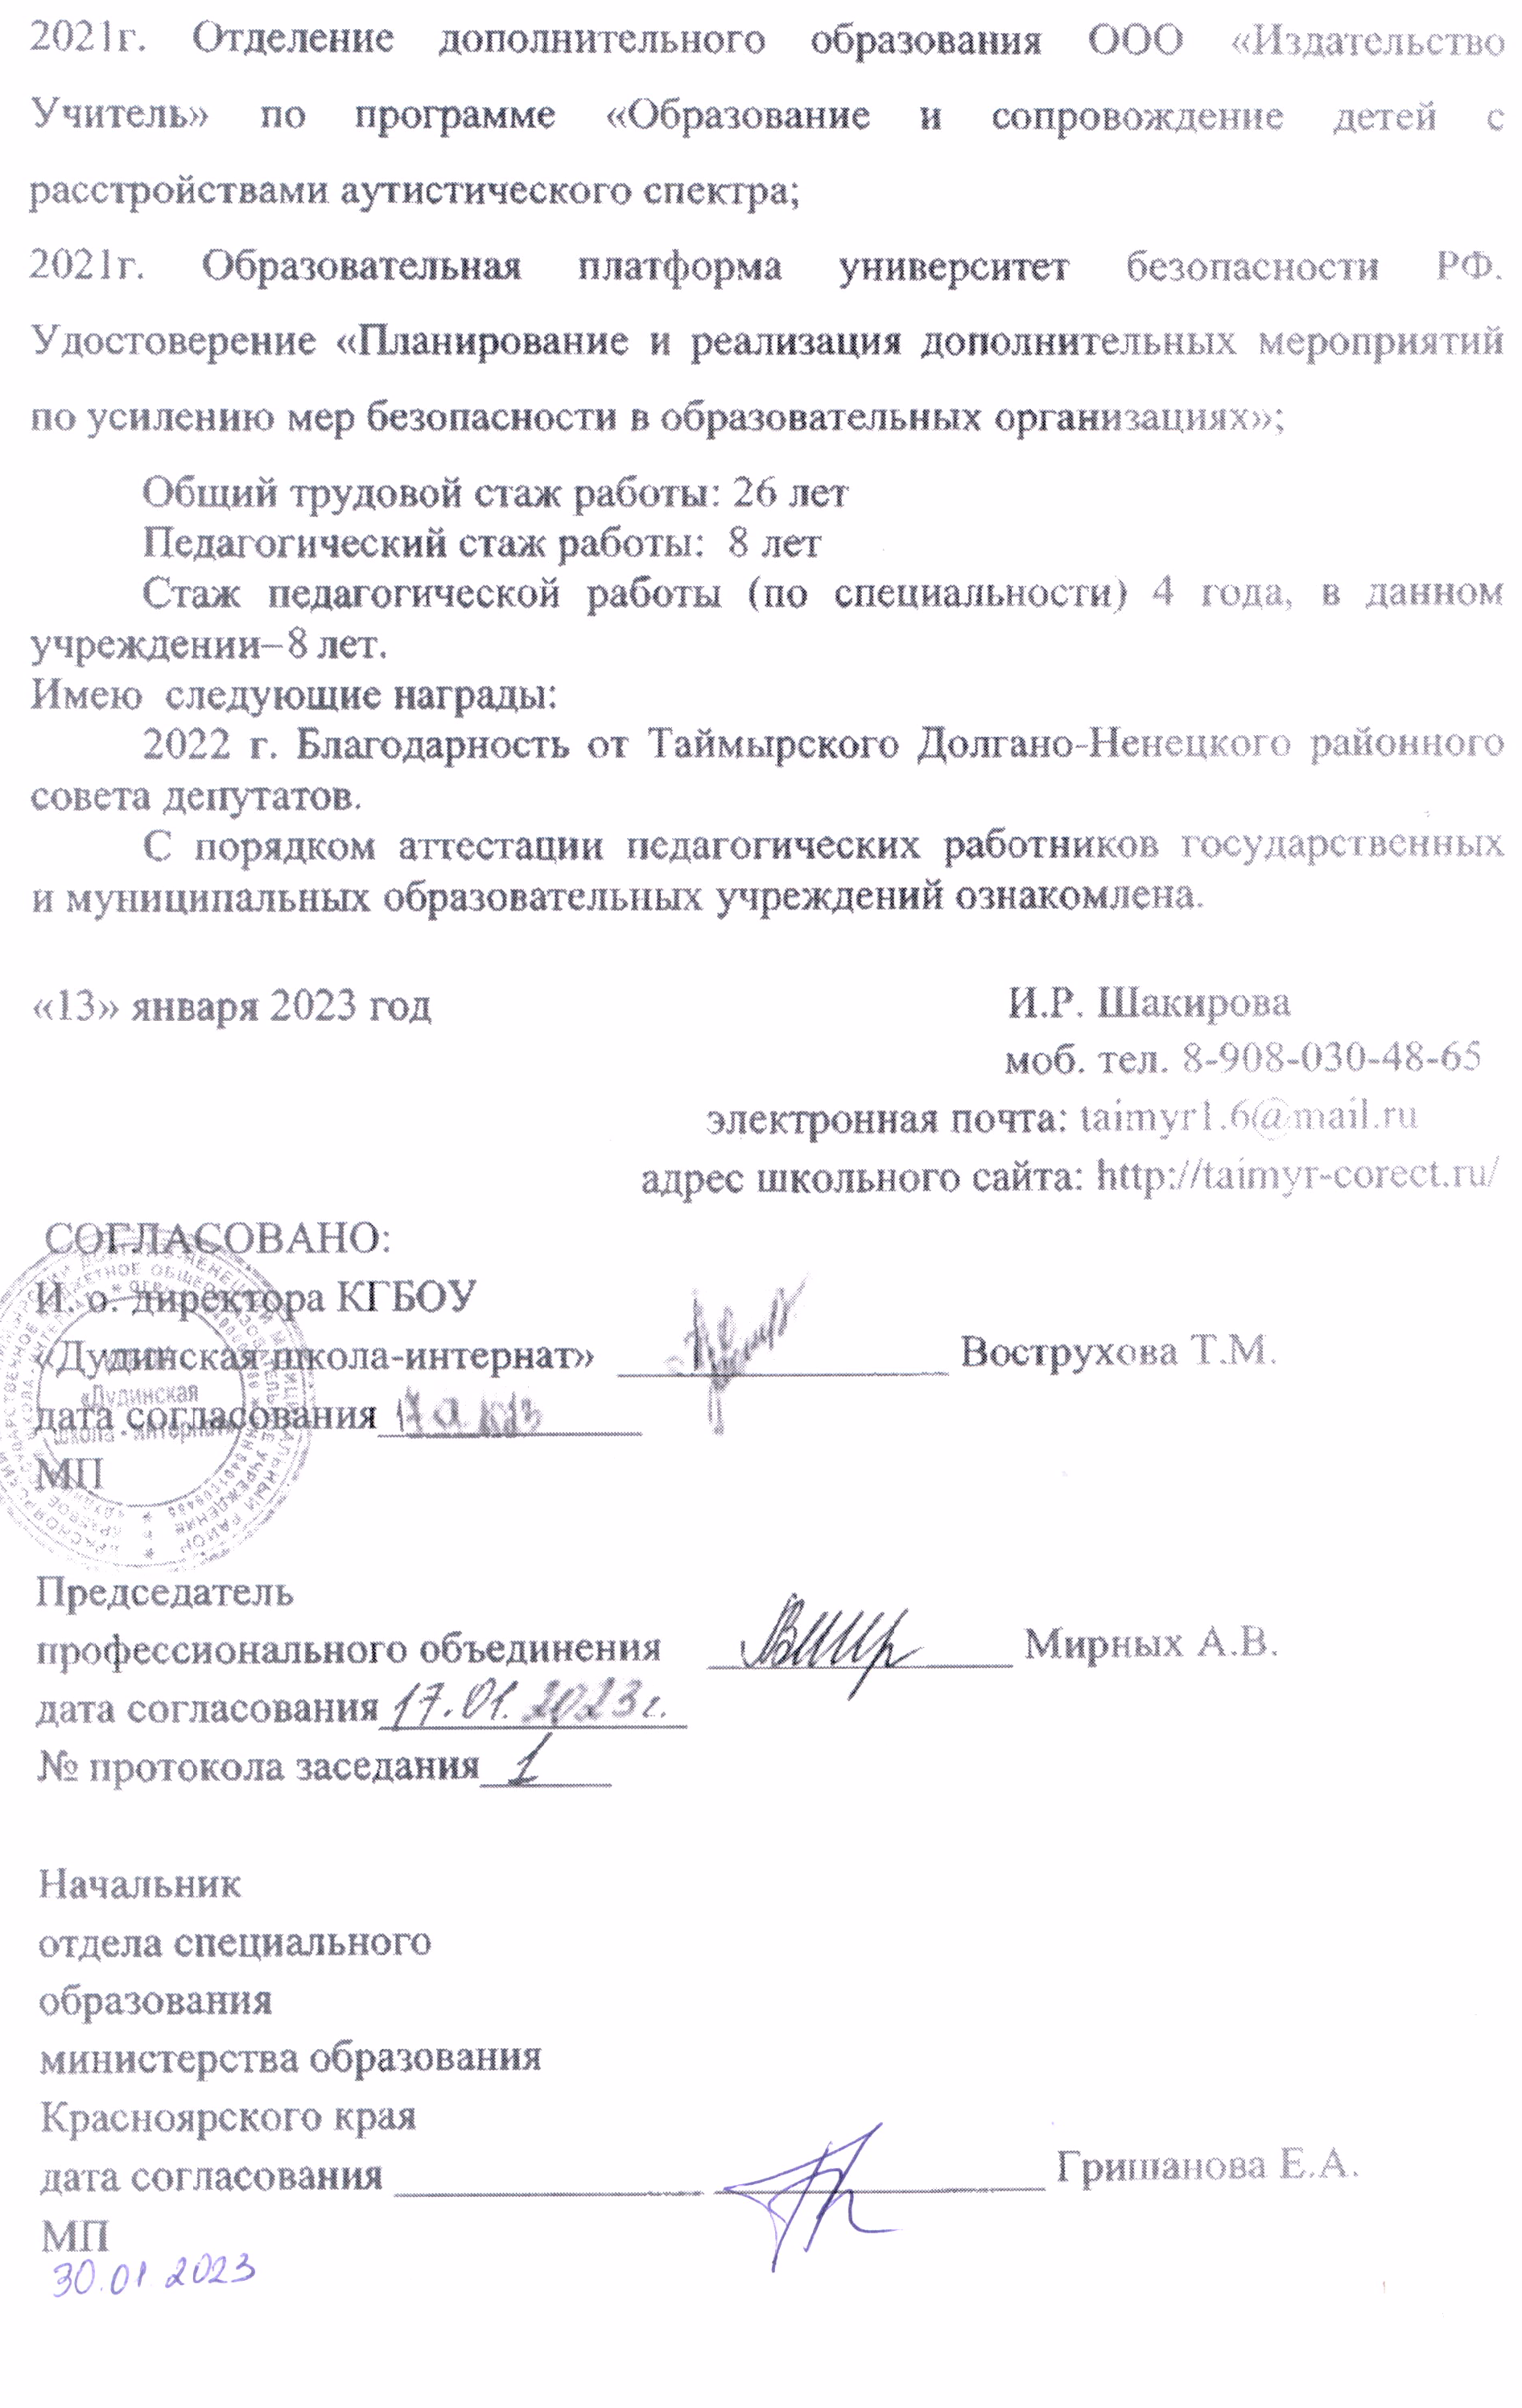 2021г. Отделение дополнительного образования ООО «Издательство
Учитель» по программе «Образование и сопровождение детей с
расстройствами аутистического спектра;
2021г. Образовательная платформа университет безопасности РФ.
Удостоверение «Планирование и реализация дополнительных мероприятий
по усилению мер безопасности в образовательных организациях»;
Общий трудовой стаж работы: 26 лет
Педагогический стаж работы: 8 лет
Стаж педагогической работы (по специальности) 4 года, в данном
учреждении–8 лет.
Имею следующие награды:
2022 г. Благодарность от Таймырского Долгано-Ненецкого районного
совета депутатов.
С порядком аттестации педагогических работников государственных
и муниципальных образовательных учреждений ознакомлена.
«13» января 2023 год И.Р. Шакирова
моб. тел. 8-908-030-48-65
электронная почта: taimyr1.6@mail.ru
адрес школьного сайта: http://taimyr-corect.ru/
СОГЛАСОВАНО:
И. о. директора КГБОУ
«Дудинская школа-интернат» Вострухова Т.М.
«Дудинская
дата согласования
школа - интернат»
МП
Председатель
профессионального объединения Мирных А.В.
дата согласования 17.01.2023г.
№ протокола заседания 1
Начальник
отдела специального
образования
министерства образования
Красноярского края
дата согласования Гришанова Е.А.
МП
30.01 2023